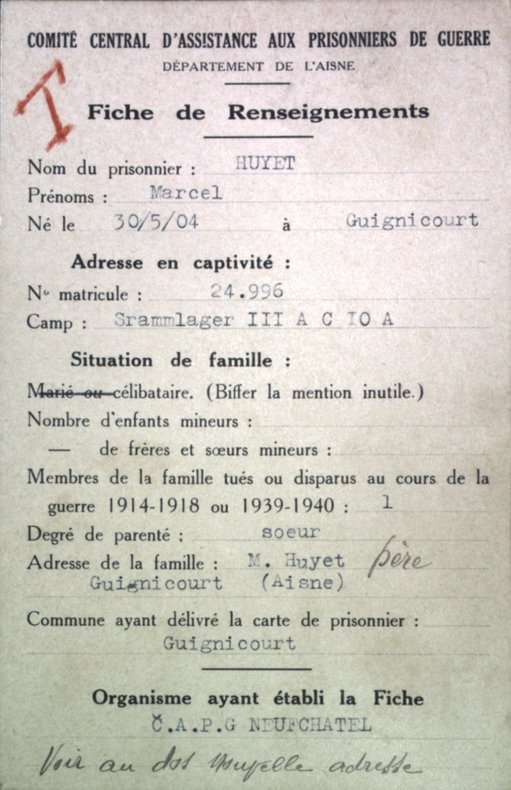 COMITÉ CENTRAL D'ASSISTANCE AUX PRISONNIERS DE GUERRE
DÉPARTEMENT DE L'AISNE
Fiche de Renseignements
Nom du prisonnier : HUYET
Prénoms : Marcel
Né le 30/5/04 à Guignicourt
Adresse en captivité :
N° matricule : 24.996
Camp : Srammlager III A C IO A
Situation de famille :
Marié ou célibataire. (Biffer la mention inutile.)
Nombre d'enfants mineurs :
— de frères et sœurs mineurs :
Membres de la famille tués ou disparus au cours de la
guerre 1914-1918 ou 1939-1940 : 1
Degré de parenté : soeur
Adresse de la famille : M. Huyet père
Guignicourt (Aisne)
Commune ayant délivré la carte de prisonnier :
Guignicourt
Organisme ayant établi la Fiche
C.A.P.G NEUFCHATEL
Voir au dos nouvelle adresse